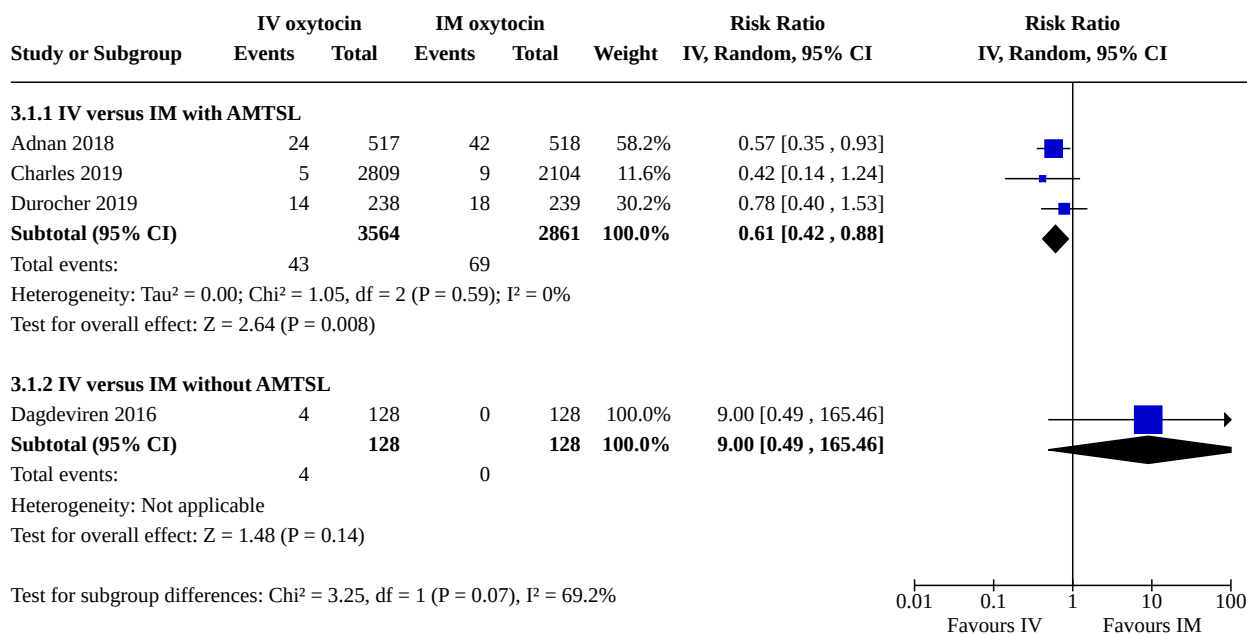 IV oxytocin IM oxytocin Risk Ratio Risk Ratio
Study or Subgroup Events Total Events Total Weight IV, Random, 95% CI IV, Random, 95% CI
3.1.1 IV versus IM with AMTSL
Adnan 2018 24 517 42 518 58.2% 0.57 [0.35 , 0.93]
Charles 2019 5 2809 9 2104 11.6% 0.42 [0.14 , 1.24]
Durocher 2019 14 238 18 239 30.2% 0.78 [0.40 , 1.53]
Subtotal (95% CI) 3564 2861 100.0% 0.61 [0.42 , 0.88]
Total events: 43 69
Heterogeneity: Tau² = 0.00; Chi² = 1.05, df = 2 (P = 0.59); I² = 0%
Test for overall effect: Z = 2.64 (P = 0.008)
3.1.2 IV versus IM without AMTSL
Dagdeviren 2016 4 128 0 128 100.0% 9.00 [0.49 , 165.46]
Subtotal (95% CI) 128 128 100.0% 9.00 [0.49 , 165.46]
Total events: 4 0
Heterogeneity: Not applicable
Test for overall effect: Z = 1.48 (P = 0.14)
Test for subgroup differences: Chi² = 3.25, df = 1 (P = 0.07), I² = 69.2%
0.01 0.1 1 10 100
Favours IV Favours IM